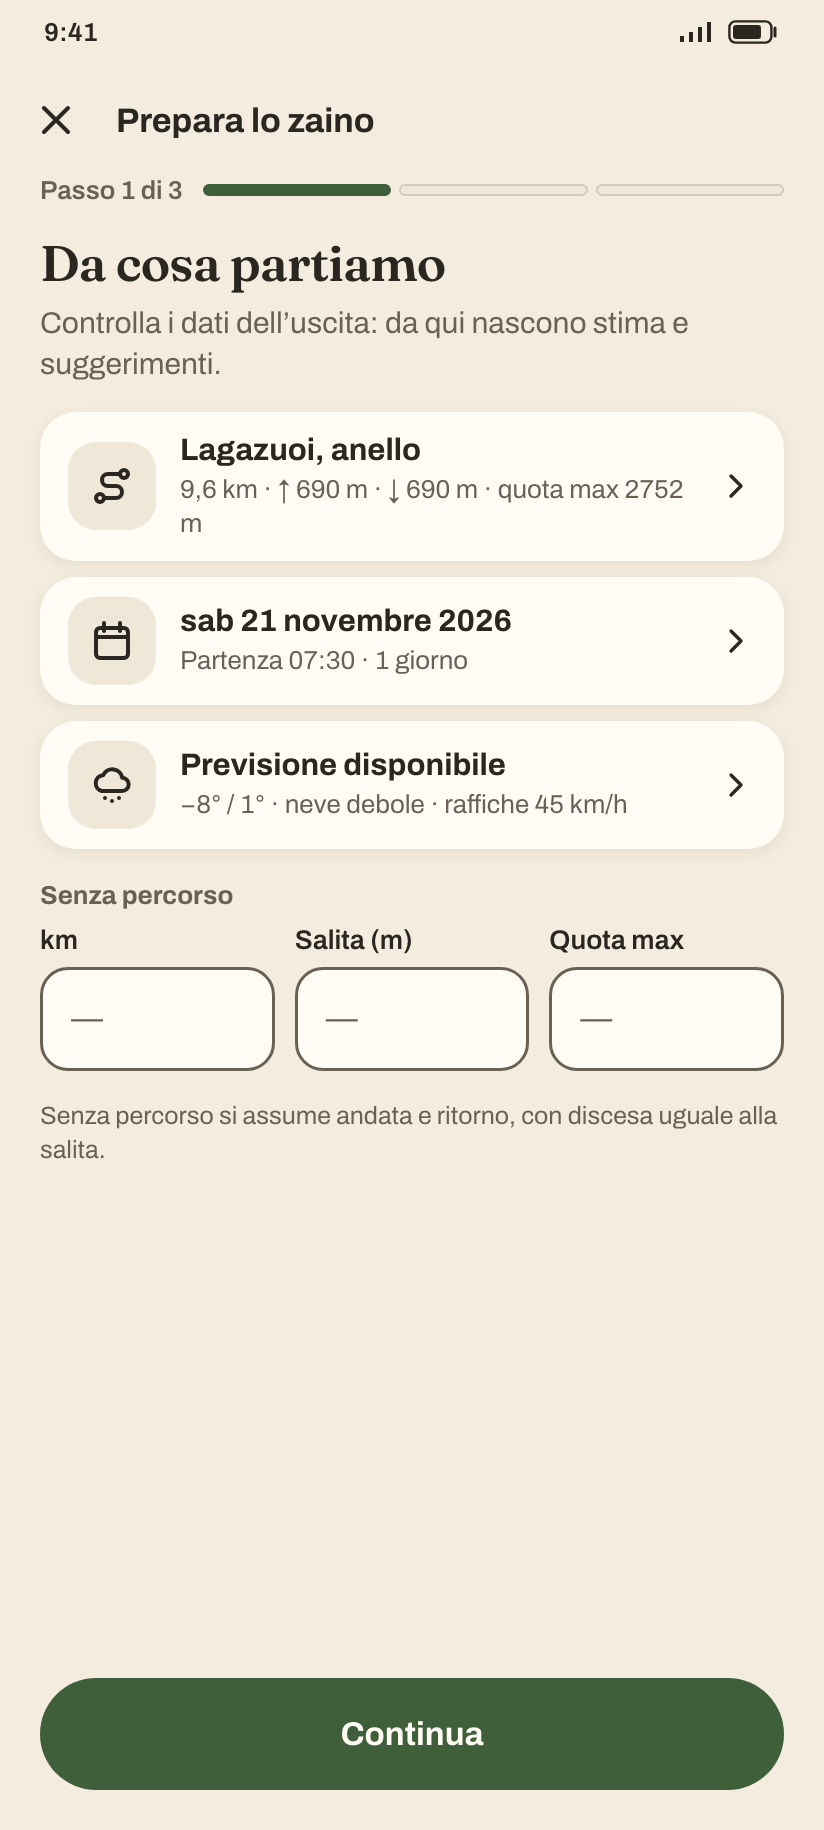 9:41
Prepara lo zaino
Passo 1 di 3
Da cosa partiamo
Controlla i dati dell’uscita: da qui nascono stima e
suggerimenti.
Lagazuoi, anello
9,6 km · ↑ 690 m · ↓ 690 m · quota max 2752
m
sab 21 novembre 2026
Partenza 07:30 · 1 giorno
Previsione disponibile
−8° / 1° · neve debole · raffiche 45 km/h
Senza percorso
km
Salita (m)
Quota max
—
—
—
Senza percorso si assume andata e ritorno, con discesa uguale alla
salita.
Continua